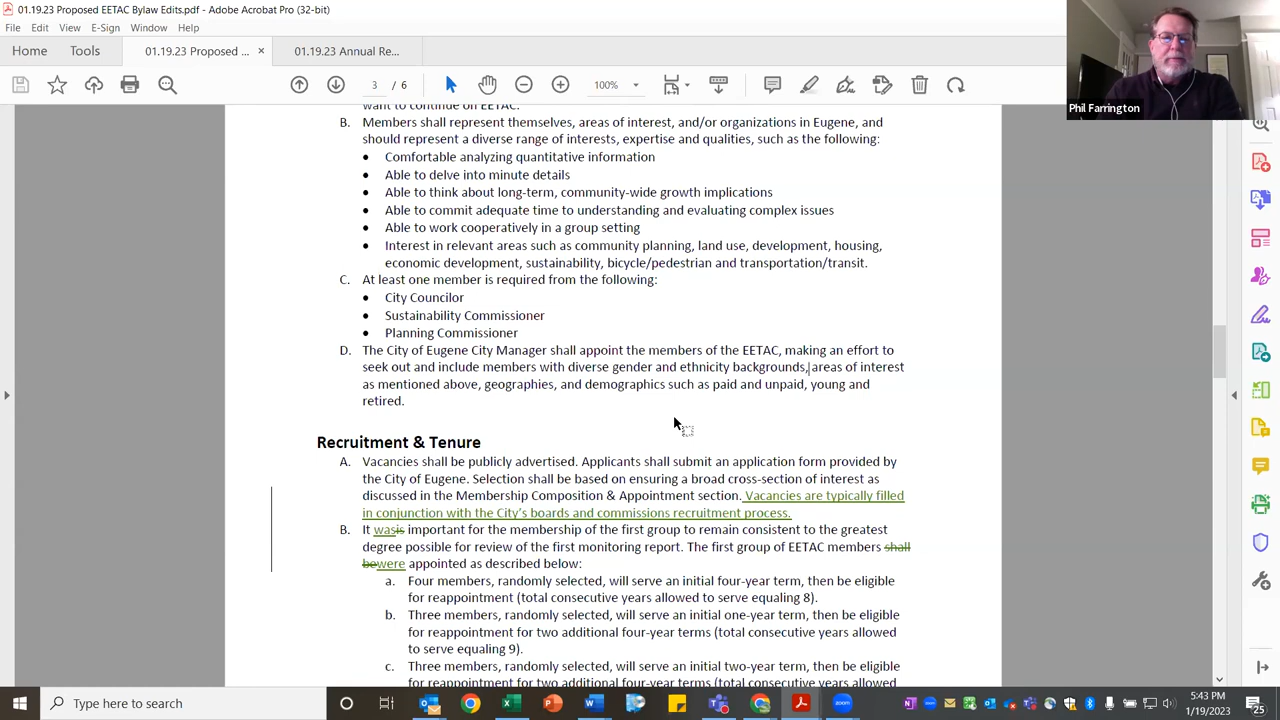 01.19.23 Proposed EETAC Bylaw Edits.pdf - Adobe Acrobat Pro (32-bit)
File Edit View E-Sign Window Help
Home Tools 01.19.23 Proposed ... × 01.19.23 Annual Re...
3 / 6 100%
Phil Farrington
want to continue on EETAC.
B. Members shall represent themselves, areas of interest, and/or organizations in Eugene, and
should represent a diverse range of interests, expertise and qualities, such as the following:
• Comfortable analyzing quantitative information
• Able to delve into minute details
• Able to think about long-term, community-wide growth implications
• Able to commit adequate time to understanding and evaluating complex issues
• Able to work cooperatively in a group setting
• Interest in relevant areas such as community planning, land use, development, housing,
economic development, sustainability, bicycle/pedestrian and transportation/transit.
C. At least one member is required from the following:
• City Councilor
• Sustainability Commissioner
• Planning Commissioner
D. The City of Eugene City Manager shall appoint the members of the EETAC, making an effort to
seek out and include members with diverse gender and ethnicity backgrounds, areas of interest
as mentioned above, geographies, and demographics such as paid and unpaid, young and
retired.
Recruitment & Tenure
A. Vacancies shall be publicly advertised. Applicants shall submit an application form provided by
the City of Eugene. Selection shall be based on ensuring a broad cross-section of interest as
discussed in the Membership Composition & Appointment section. Vacancies are typically filled
in conjunction with the City's boards and commissions recruitment process.
B. It wasis important for the membership of the first group to remain consistent to the greatest
degree possible for review of the first monitoring report. The first group of EETAC members shall
bewere appointed as described below:
a. Four members, randomly selected, will serve an initial four-year term, then be eligible
for reappointment (total consecutive years allowed to serve equaling 8).
b. Three members, randomly selected, will serve an initial one-year term, then be eligible
for reappointment for two additional four-year terms (total consecutive years allowed
to serve equaling 9).
c. Three members, randomly selected, will serve an initial two-year term, then be eligible
for reappointment for two additional four-year terms (total consecutive years allowed
Type here to search
5:43 PM
1/19/2023
25